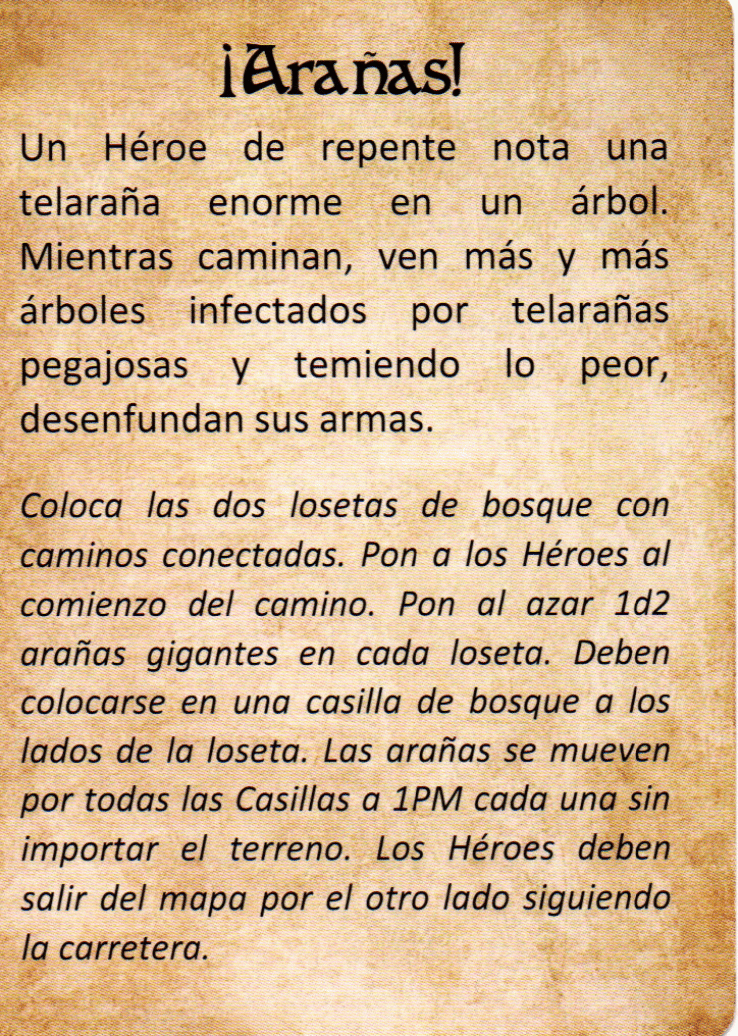 ¡Arañas!
Un Héroe de repente nota una
telaraña enorme en un árbol.
Mientras caminan, ven más y más
árboles infectados por telarañas
pegajosas y temiendo lo peor,
desenfundan sus armas.
Coloca las dos losetas de bosque con
caminos conectadas. Pon a los Héroes al
comienzo del camino. Pon al azar 1d2
arañas gigantes en cada loseta. Deben
colocarse en una casilla de bosque a los
lados de la loseta. Las arañas se mueven
por todas las Casillas a 1PM cada una sin
importar el terreno. Los Héroes deben
salir del mapa por el otro lado siguiendo
la carretera.